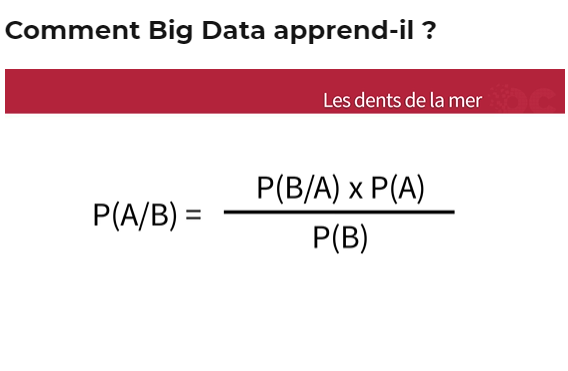 Comment Big Data apprend-il ?
Les dents de la mer
P(B/A) x P(A)
P(A/B) =
P(B)